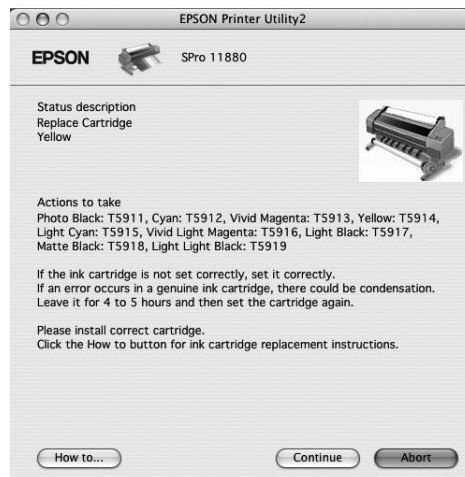 EPSON Printer Utility2
EPSON
SPro 11880
Status description
Replace Cartridge
Yellow
Actions to take
Photo Black: T5911, Cyan: T5912, Vivid Magenta: T5913, Yellow: T5914,
Light Cyan: T5915, Vivid Light Magenta: T5916, Light Black: T5917,
Matte Black: T5918, Light Light Black: T5919
If the ink cartridge is not set correctly, set it correctly.
If an error occurs in a genuine ink cartridge, there could be condensation.
Leave it for 4 to 5 hours and then set the cartridge again.
Please install correct cartridge.
Click the How to button for ink cartridge replacement instructions.
How to...
Continue
Abort